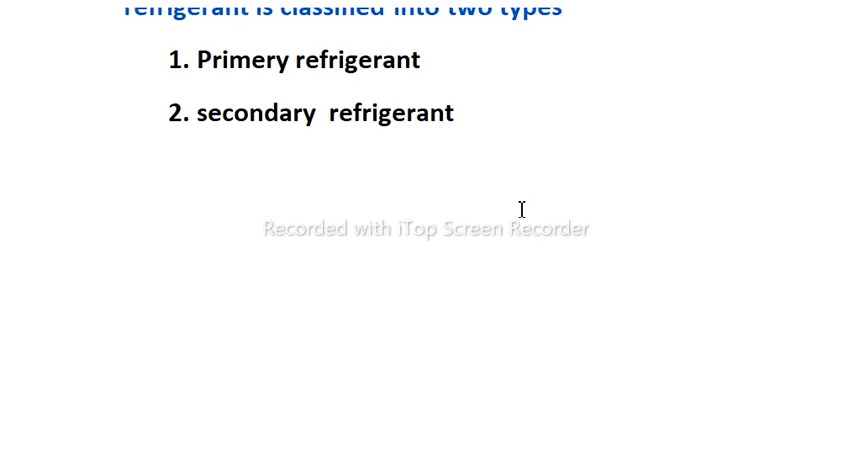 refrigerant is classified into two types
1. Primery refrigerant
2. secondary refrigerant
Recorded with iTop Screen Recorder